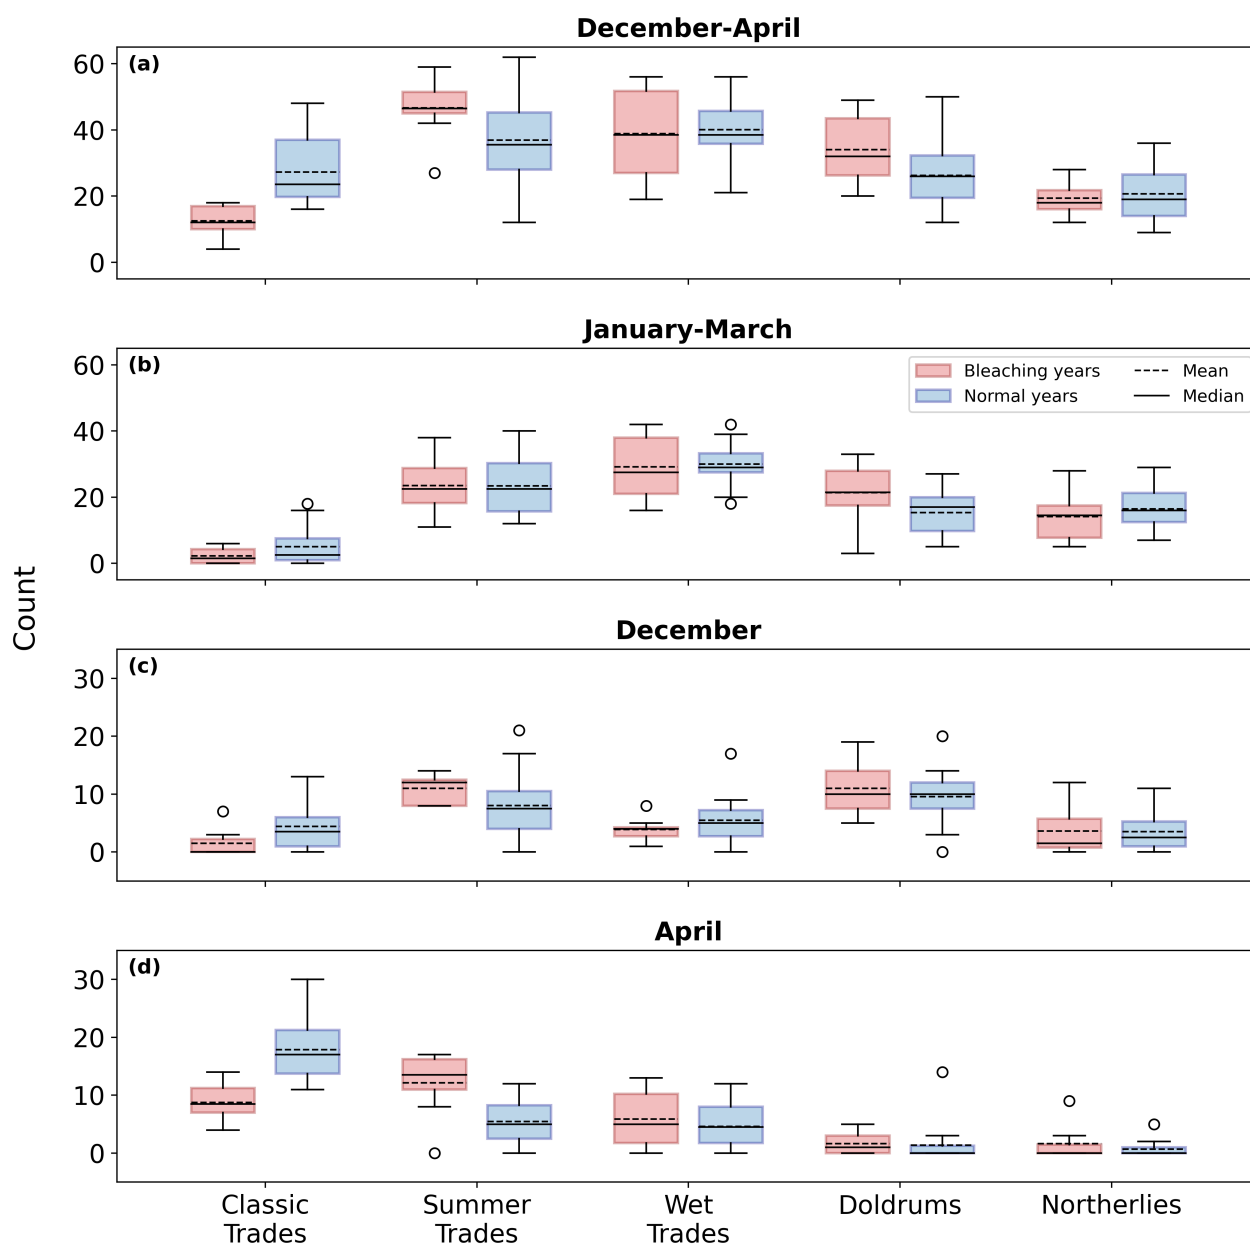 December-April
(a)
60
40
20
0
January-March
(b)
60
40
20
0
Bleaching years
Mean
Normal years
Median
Count
December
(c)
30
20
10
0
April
(d)
30
20
10
0
Classic
Trades
Summer
Trades
Wet
Trades
Doldrums
Northerlies